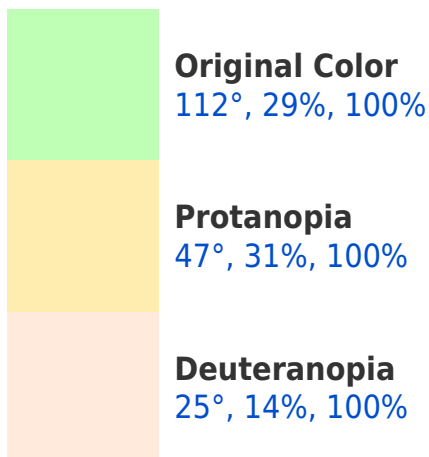 Original Color
112°, 29%, 100%
Protanopia
47°, 31%, 100%
Deuteranopia
25°, 14%, 100%